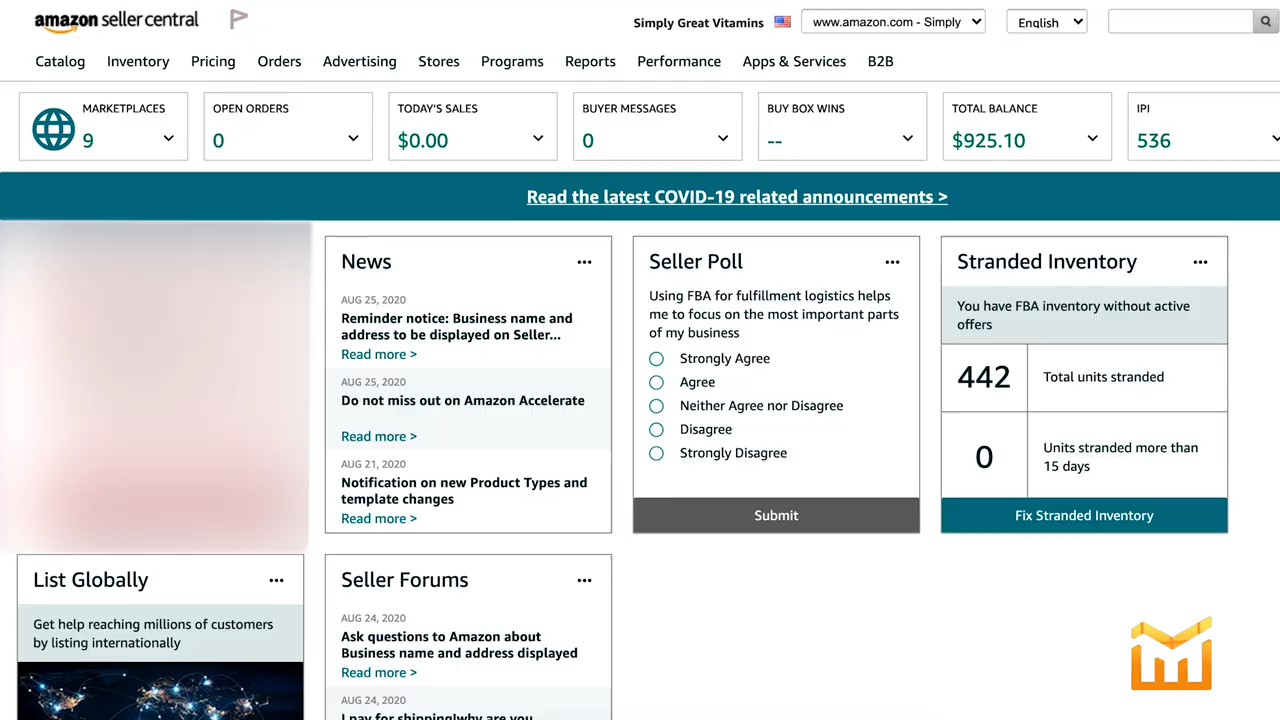 amazon seller central
Simply Great Vitamins
www.amazon.com - Simply
English
Catalog
Inventory
Pricing
Orders
Advertising
Stores
Programs
Reports
Performance
Apps & Services
B2B
MARKETPLACES
9
OPEN ORDERS
0
TODAY'S SALES
$0.00
BUYER MESSAGES
0
BUY BOX WINS
--
TOTAL BALANCE
$925.10
IPI
536
Read the latest COVID-19 related announcements >
News
AUG 25, 2020
Reminder notice: Business name and
address to be displayed on Seller...
Read more >
AUG 25, 2020
Do not miss out on Amazon Accelerate
Read more >
AUG 21, 2020
Notification on new Product Types and
template changes
Read more >
Seller Poll
Using FBA for fulfillment logistics helps
me to focus on the most important parts
of my business
Strongly Agree
Agree
Neither Agree nor Disagree
Disagree
Strongly Disagree
Submit
Stranded Inventory
You have FBA inventory without active
offers
442
Total units stranded
0
Units stranded more than
15 days
Fix Stranded Inventory
List Globally
Get help reaching millions of customers
by listing internationally
Seller Forums
AUG 24, 2020
Ask questions to Amazon about
Business name and address displayed
Read more >
AUG 24, 2020
I pay for shipping!why are you